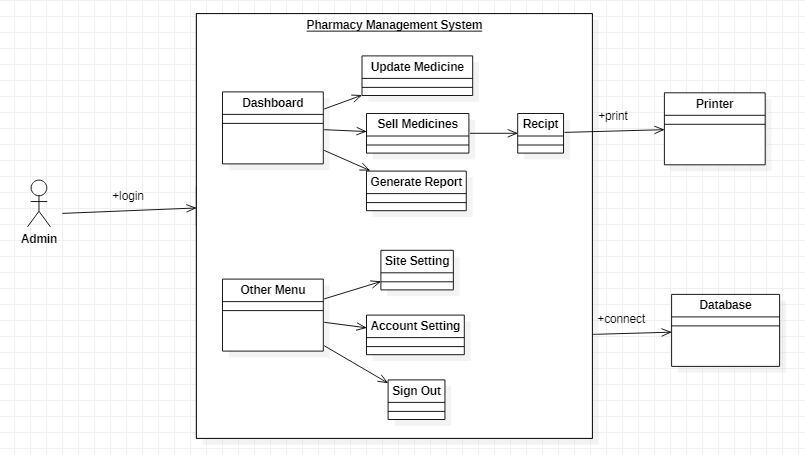 Pharmacy Management System
Update Medicine
Dashboard
Sell Medicines
Recipt
+print
Printer
Generate Report
+login
Admin
Site Setting
Other Menu
Account Setting
+connect
Database
Sign Out